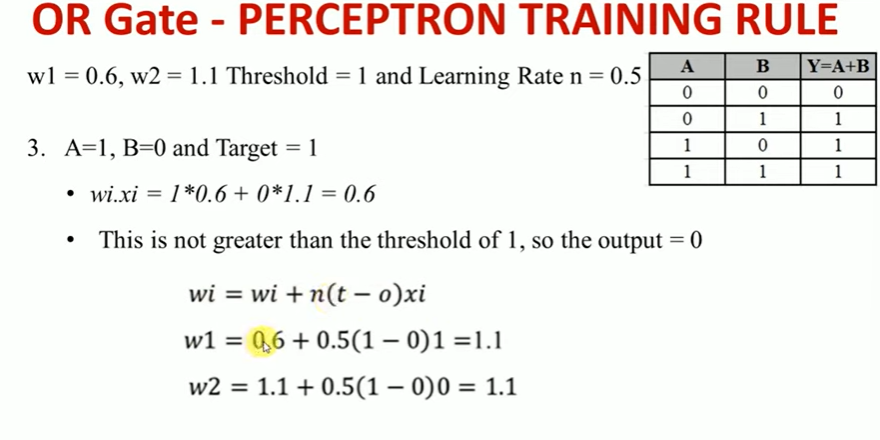 OR Gate - PERCEPTRON TRAINING RULE
w1 = 0.6, w2 = 1.1 Threshold = 1 and Learning Rate n = 0.5
A B Y=A+B
0 0 0
0 1 1
1 0 1
1 1 1
3. A=1, B=0 and Target = 1
• wi.xi = 1*0.6 + 0*1.1 = 0.6
• This is not greater than the threshold of 1, so the output = 0
wi = wi + n(t − o)xi
w1 = 0.6 + 0.5(1 − 0)1 =1.1
w2 = 1.1 + 0.5(1 − 0)0 = 1.1